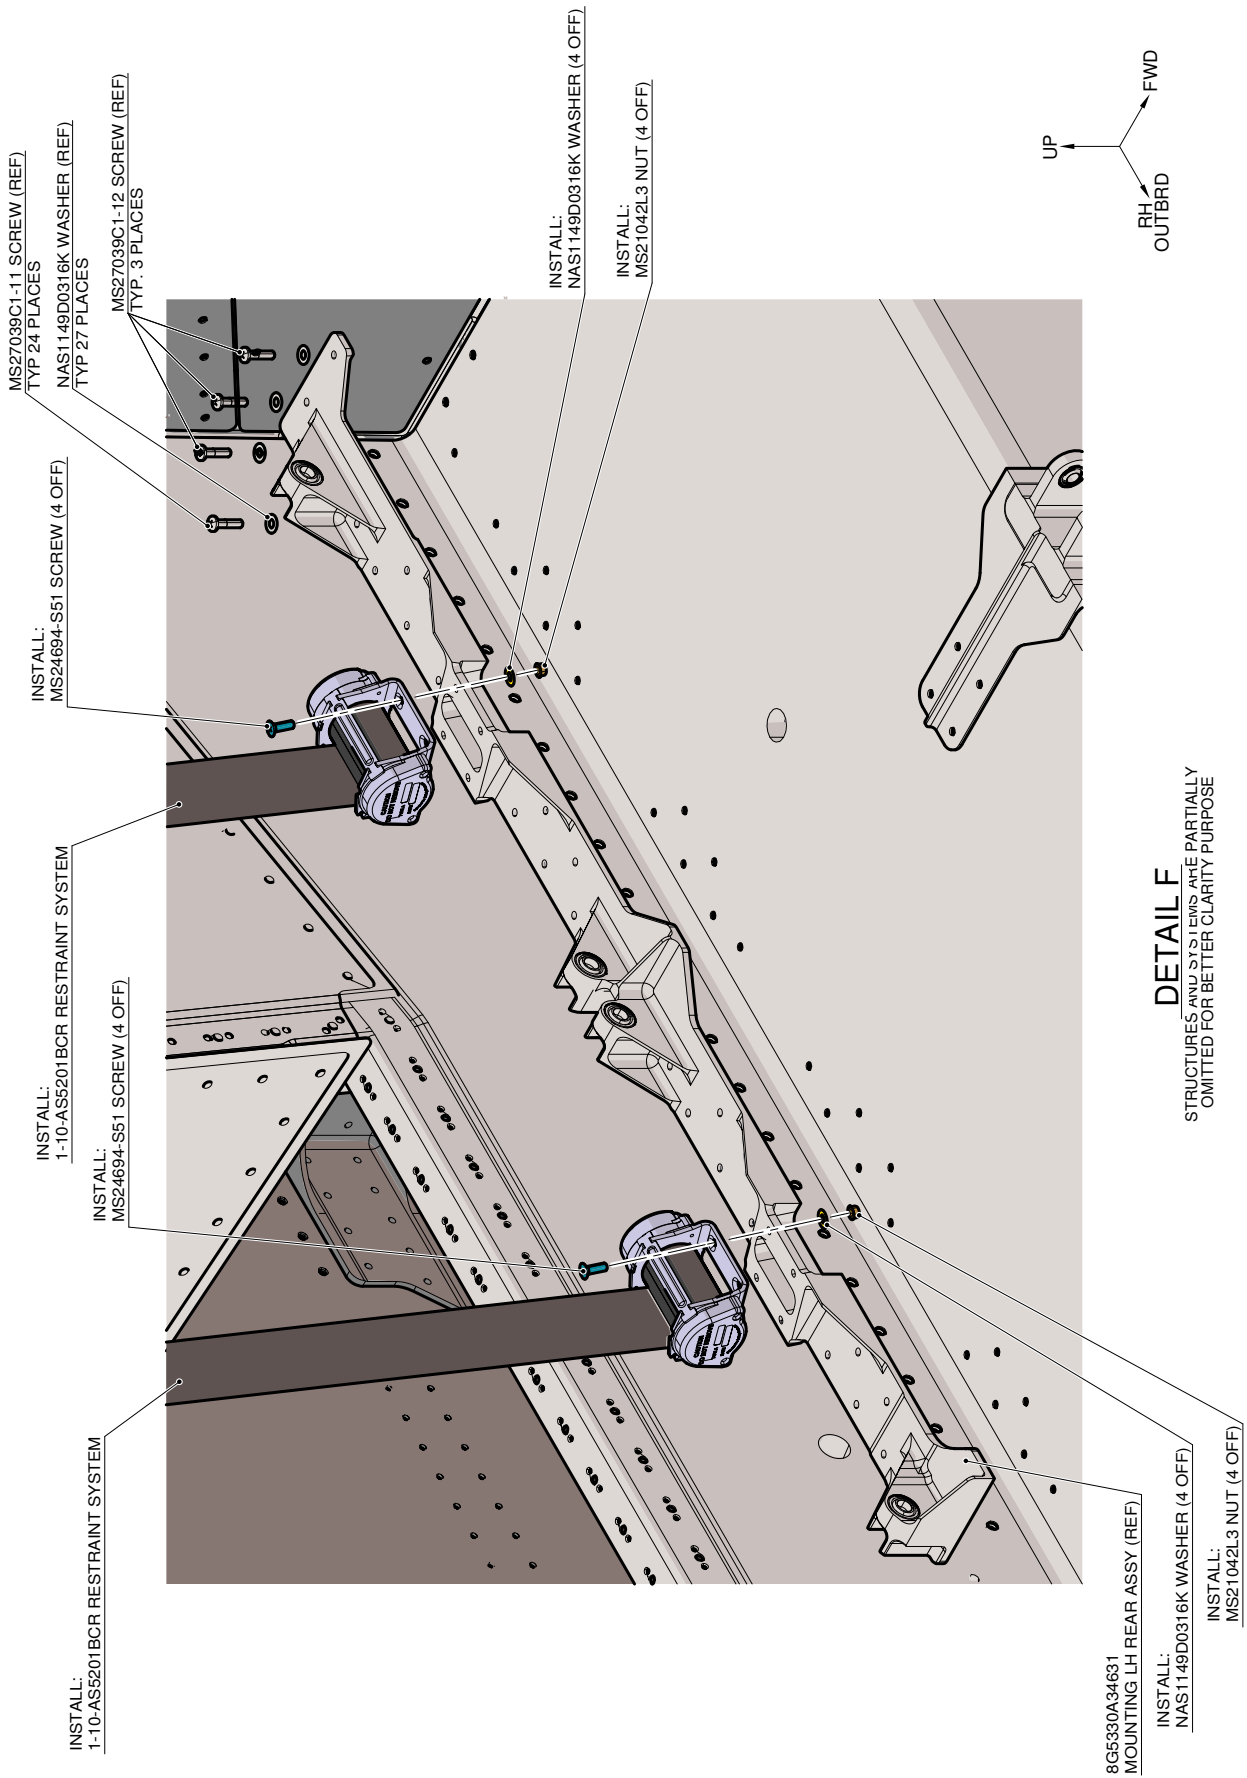 MS27039C1-11 SCREW (REF)
TYP 24 PLACES
NAS1149D0316K WASHER (REF)
TYP 27 PLACES
MS27039C1-12 SCREW (REF)
TYP. 3 PLACES
INSTALL:
MS24694-S51 SCREW (4 OFF)
INSTALL:
1-10-AS5201BCR RESTRAINT SYSTEM
INSTALL:
MS24694-S51 SCREW (4 OFF)
INSTALL:
1-10-AS5201BCR RESTRAINT SYSTEM
INSTALL:
NAS1149D0316K WASHER (4 OFF)
INSTALL:
MS21042L3 NUT (4 OFF)
UP
FWD
RH
OUTBRD
8G5330A34631
MOUNTING LH REAR ASSY (REF)
INSTALL:
NAS1149D0316K WASHER (4 OFF)
INSTALL:
MS21042L3 NUT (4 OFF)
DETAIL F
STRUCTURES AND SYSTEMS ARE PARTIALLY
OMITTED FOR BETTER CLARITY PURPOSE